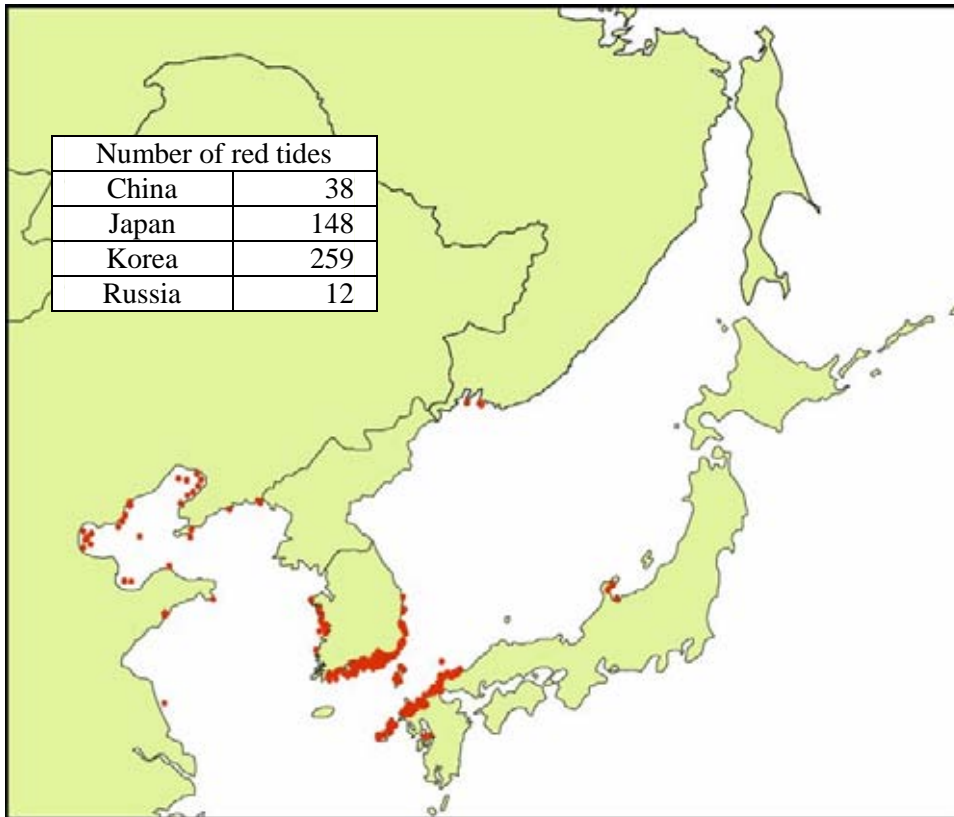 Number of red tides
China 38
Japan 148
Korea 259
Russia 12